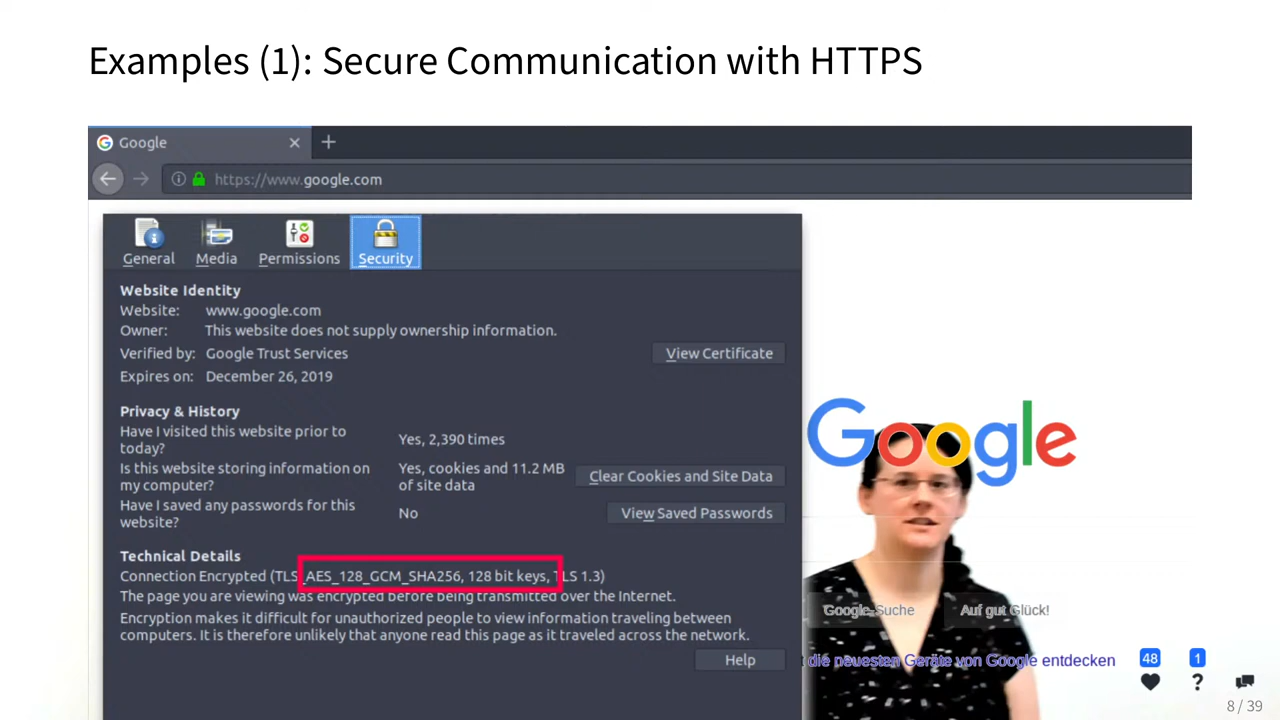 Examples (1): Secure Communication with HTTPS
Google
https://www.google.com
General Media Permissions Security
Website Identity
Website: www.google.com
Owner: This website does not supply ownership information.
Verified by: Google Trust Services
View Certificate
Expires on: December 26, 2019
Privacy & History
Have I visited this website prior to
today?
Yes, 2,390 times
Is this website storing information on
my computer?
Yes, cookies and 11.2 MB
of site data
Clear Cookies and Site Data
Have I saved any passwords for this
website?
No
View Saved Passwords
Technical Details
Connection Encrypted (TLS_AES_128_GCM_SHA256, 128 bit keys, TLS 1.3)
The page you are viewing was encrypted before being transmitted over the Internet.
Encryption makes it difficult for unauthorized people to view information traveling between
computers. It is therefore unlikely that anyone read this page as it traveled across the network.
Help
Google
Google-Suche Auf gut Glück!
die neuesten Geräte von Google entdecken
48 1
?
8 / 39